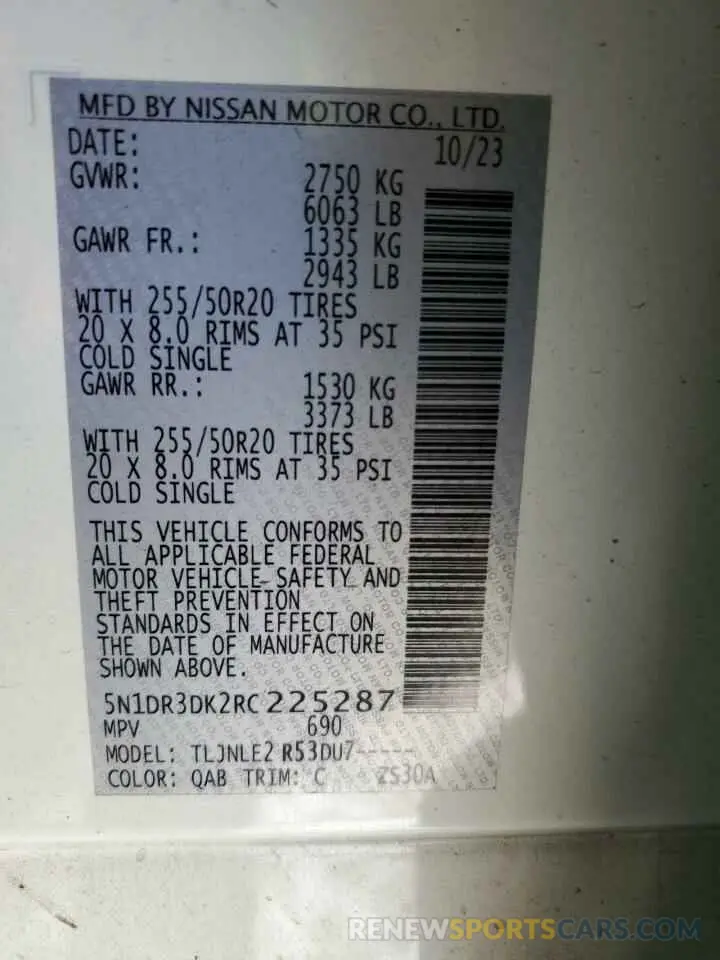 MFD BY NISSAN MOTOR CO., LTD.
DATE: 10/23
GVWR: 2750 KG
6063 LB
GAWR FR.: 1335 KG
2943 LB
WITH 255/50R20 TIRES
20 X 8.0 RIMS AT 35 PSI
COLD SINGLE
GAWR RR.: 1530 KG
3373 LB
WITH 255/50R20 TIRES
20 X 8.0 RIMS AT 35 PSI
COLD SINGLE
THIS VEHICLE CONFORMS TO
ALL APPLICABLE FEDERAL
MOTOR VEHICLE SAFETY AND
THEFT PREVENTION
STANDARDS IN EFFECT ON
THE DATE OF MANUFACTURE
SHOWN ABOVE.
5N1DR3DK2RC225287
MPV 690
MODEL: TLJNLE2 R53DU7-----
COLOR: QAB TRIM: C ZS30A
RENEWSPORTSCARS.COM